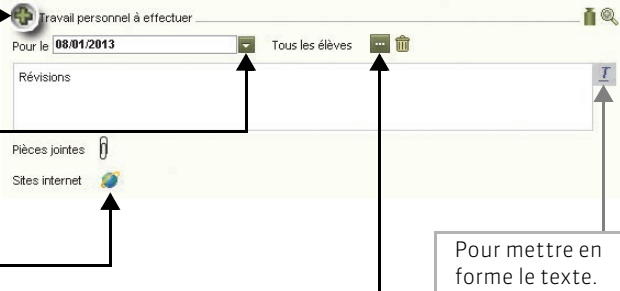 Travail personnel à effectuer
Pour le 08/01/2013 Tous les élèves
Révisions
T
Pièces jointes
Sites internet
Pour mettre en
forme le texte.